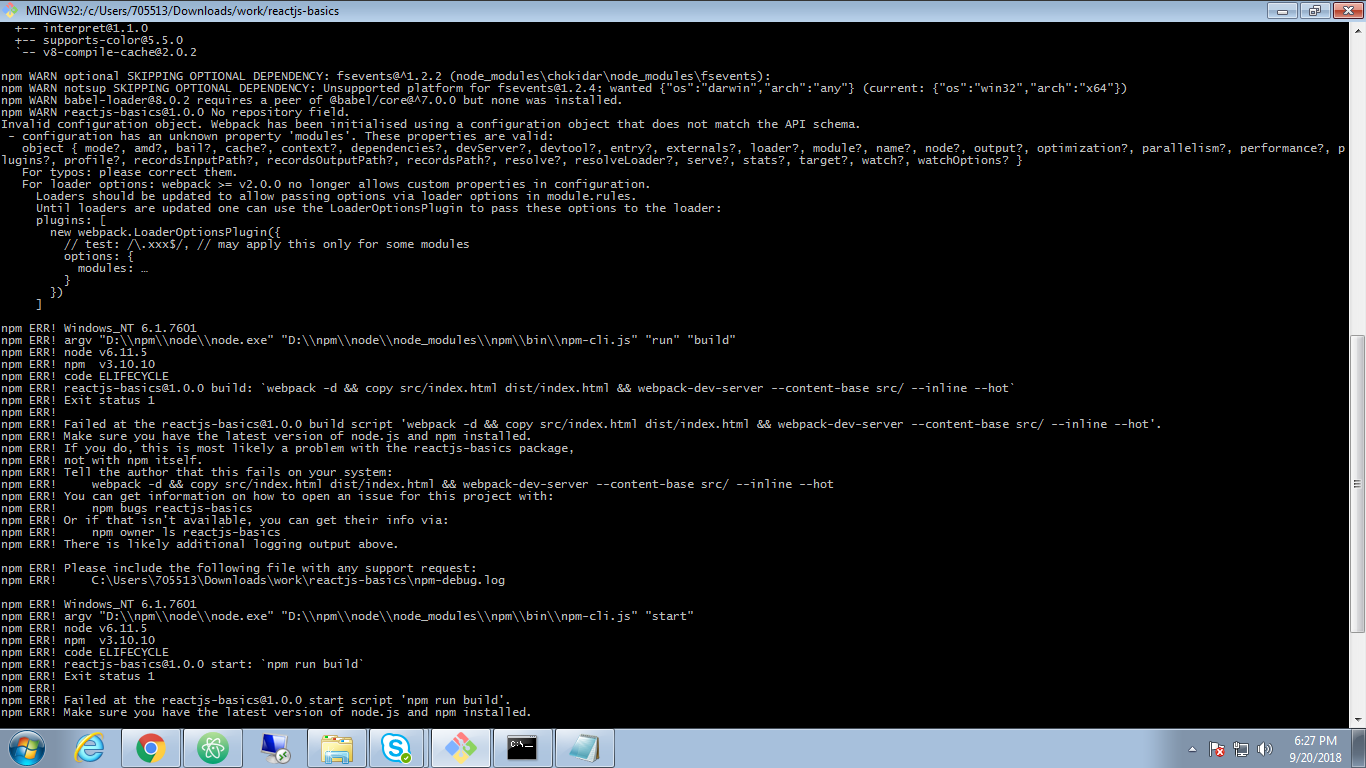 MINGW32:/c/Users/705513/Downloads/work/reactjs-basics
+-- interpret@1.1.0
+-- supports-color@5.5.0
`-- v8-compile-cache@2.0.2
npm WARN optional SKIPPING OPTIONAL DEPENDENCY: fsevents@^1.2.2 (node_modules\chokidar\node_modules\fsevents):
npm WARN notsup SKIPPING OPTIONAL DEPENDENCY: Unsupported platform for fsevents@1.2.4: wanted {"os":"darwin","arch":"any"} (current: {"os":"win32","arch":"x64"})
npm WARN babel-loader@8.0.2 requires a peer of @babel/core@^7.0.0 but none was installed.
npm WARN reactjs-basics@1.0.0 No repository field.
Invalid configuration object. Webpack has been initialised using a configuration object that does not match the API schema.
- configuration has an unknown property 'modules'. These properties are valid:
object { mode?, amd?, bail?, cache?, context?, dependencies?, devServer?, devtool?, entry?, externals?, loader?, module?, name?, node?, output?, optimization?, parallelism?, performance?, p
lugins?, profile?, recordsInputPath?, recordsOutputPath?, recordsPath?, resolve?, resolveLoader?, serve?, stats?, target?, watch?, watchOptions? }
For typos: please correct them.
For loader options: webpack >= v2.0.0 no longer allows custom properties in configuration.
Loaders should be updated to allow passing options via loader options in module.rules.
Until loaders are updated one can use the LoaderOptionsPlugin to pass these options to the loader:
plugins: [
new webpack.LoaderOptionsPlugin({
// test: /\.xxx$/, // may apply this only for some modules
options: {
modules: …
}
})
]
npm ERR! Windows_NT 6.1.7601
npm ERR! argv "D:\\npm\\node\\node.exe" "D:\\npm\\node\\node_modules\\npm\\bin\\npm-cli.js" "run" "build"
npm ERR! node v6.11.5
npm ERR! npm  v3.10.10
npm ERR! code ELIFECYCLE
npm ERR! reactjs-basics@1.0.0 build: `webpack -d && copy src/index.html dist/index.html && webpack-dev-server --content-base src/ --inline --hot`
npm ERR! Exit status 1
npm ERR!
npm ERR! Failed at the reactjs-basics@1.0.0 build script 'webpack -d && copy src/index.html dist/index.html && webpack-dev-server --content-base src/ --inline --hot'.
npm ERR! Make sure you have the latest version of node.js and npm installed.
npm ERR! If you do, this is most likely a problem with the reactjs-basics package,
npm ERR! not with npm itself.
npm ERR! Tell the author that this fails on your system:
npm ERR!     webpack -d && copy src/index.html dist/index.html && webpack-dev-server --content-base src/ --inline --hot
npm ERR! You can get information on how to open an issue for this project with:
npm ERR!     npm bugs reactjs-basics
npm ERR! Or if that isn't available, you can get their info via:
npm ERR!     npm owner ls reactjs-basics
npm ERR! There is likely additional logging output above.
npm ERR! Please include the following file with any support request:
npm ERR!     C:\Users\705513\Downloads\work\reactjs-basics\npm-debug.log
npm ERR! Windows_NT 6.1.7601
npm ERR! argv "D:\\npm\\node\\node.exe" "D:\\npm\\node\\node_modules\\npm\\bin\\npm-cli.js" "start"
npm ERR! node v6.11.5
npm ERR! npm  v3.10.10
npm ERR! code ELIFECYCLE
npm ERR! reactjs-basics@1.0.0 start: `npm run build`
npm ERR! Exit status 1
npm ERR!
npm ERR! Failed at the reactjs-basics@1.0.0 start script 'npm run build'.
npm ERR! Make sure you have the latest version of node.js and npm installed.
6:27 PM
9/20/2018